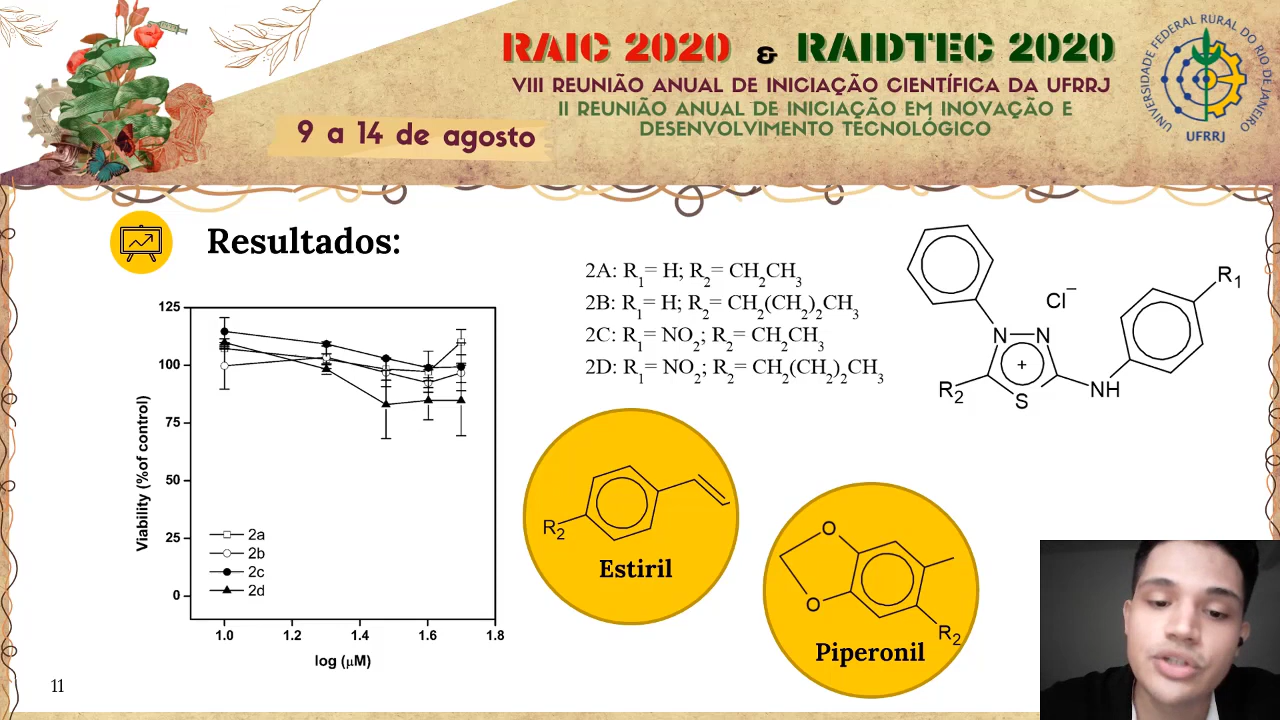 RAIC 2020 & RAIDTEC 2020
VIII REUNIÃO ANUAL DE INICIAÇÃO CIENTÍFICA DA UFRRJ
II REUNIÃO ANUAL DE INICIAÇÃO EM INOVAÇÃO E
DESENVOLVIMENTO TECNOLÓGICO
9 a 14 de agosto
UNIVERSIDADE FEDERAL RURAL DO RIO DE JANEIRO
UFRRJ
Resultados:
125
100
75
50
25
0
Viability (%of control)
2a
2b
2c
2d
1.0 1.2 1.4 1.6 1.8
log (µM)
2A: R1= H; R2= CH2CH3
2B: R1= H; R2= CH2(CH2)2CH3
2C: R1= NO2; R2= CH2CH3
2D: R1= NO2; R2= CH2(CH2)2CH3
R1
Cl−
N N
+
R2
S
NH
R2
Estiril
O
O
R2
Piperonil
11